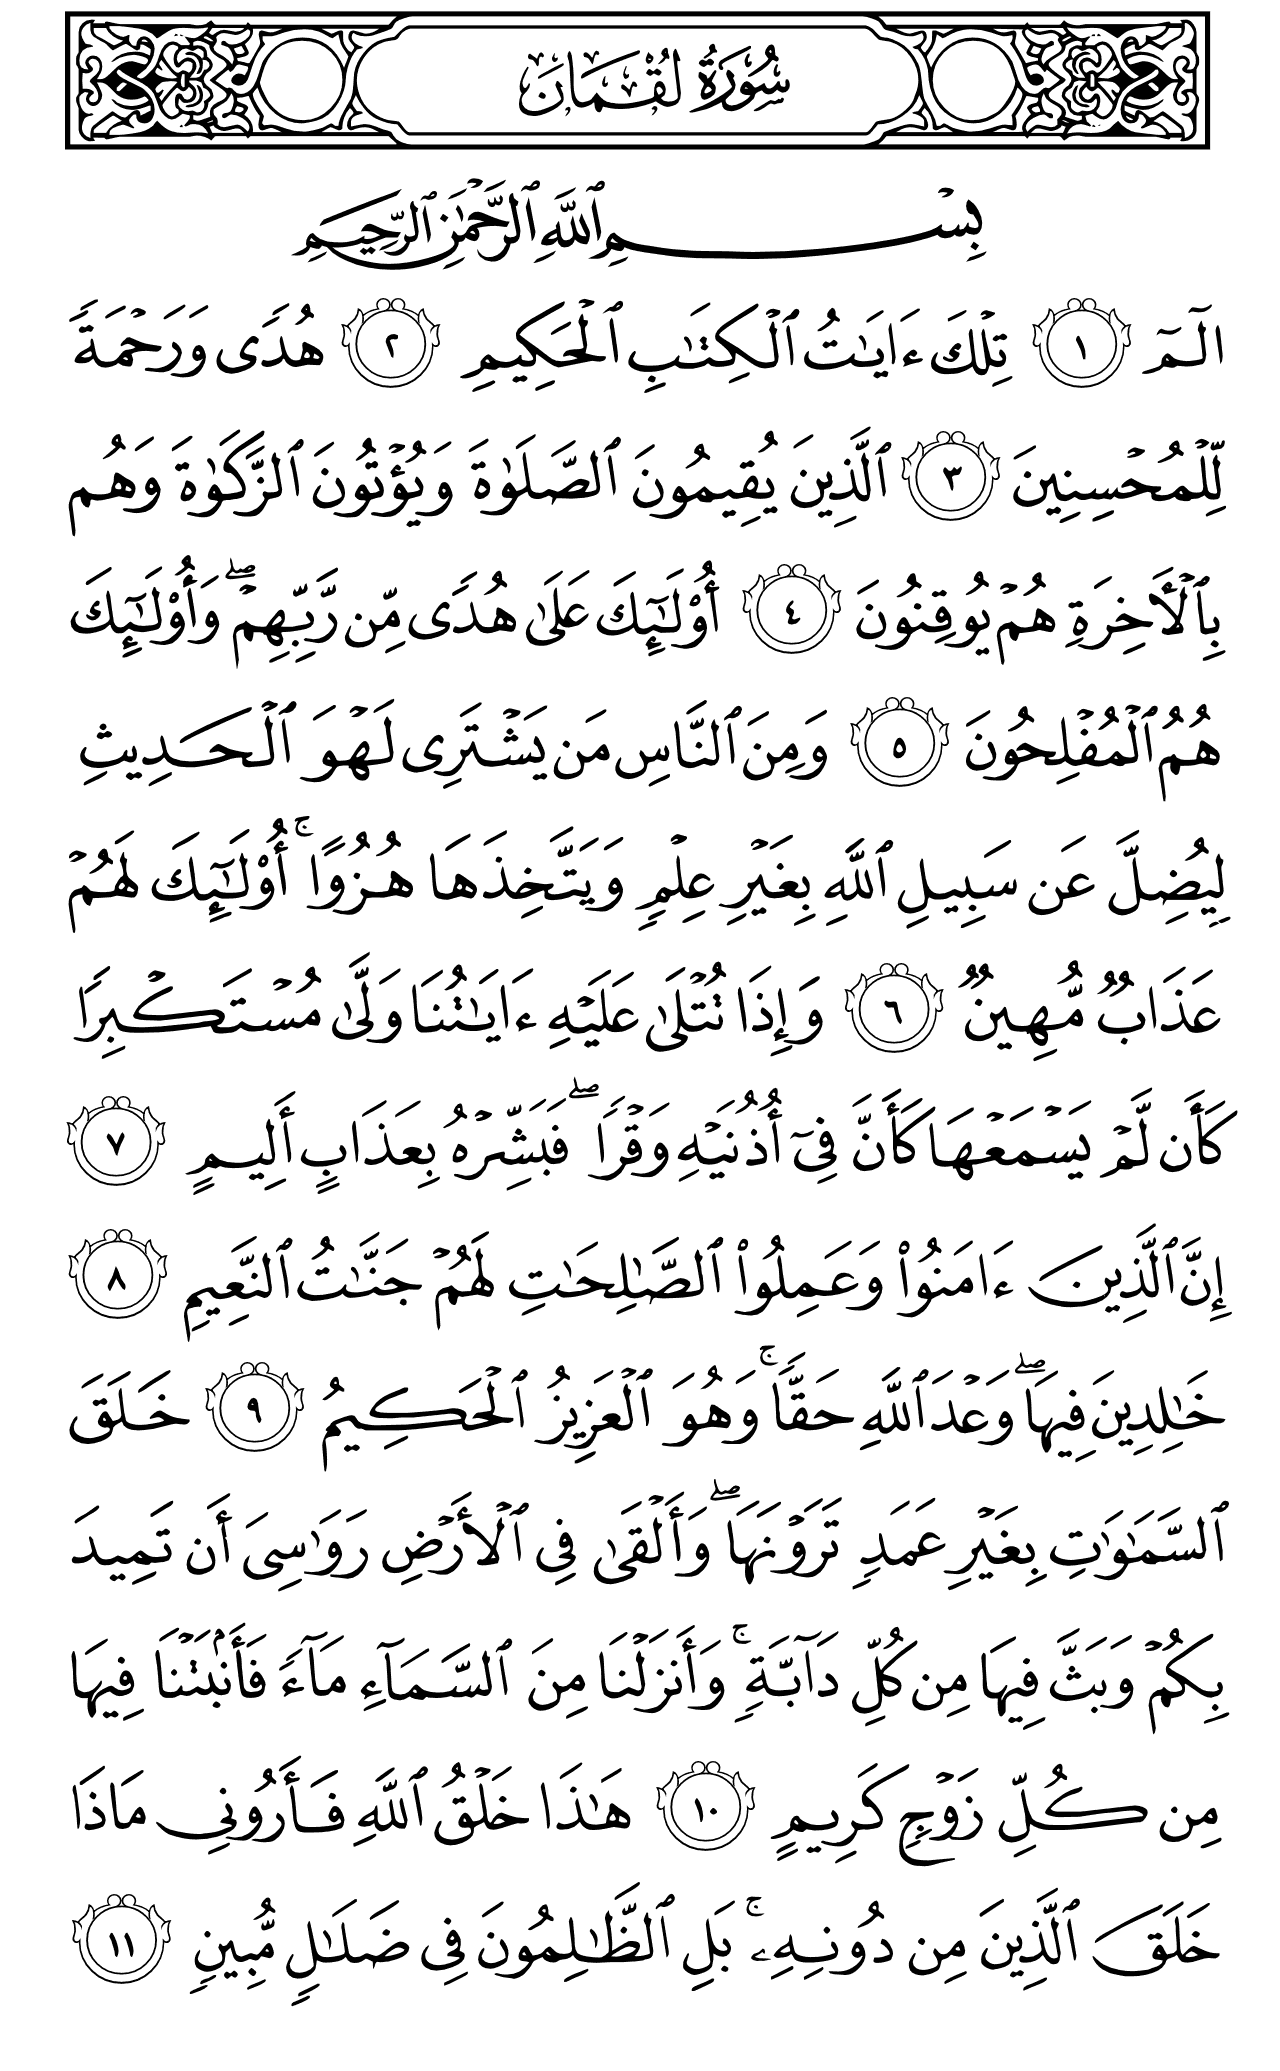 سُورَةُ لُقْمَان
بِسْمِ ٱللَّهِ ٱلرَّحْمَٰنِ ٱلرَّحِيمِ
الٓمٓ ١ تِلْكَ ءَايَٰتُ ٱلْكِتَٰبِ ٱلْحَكِيمِ ٢ هُدًى وَرَحْمَةً
لِّلْمُحْسِنِينَ ٣ ٱلَّذِينَ يُقِيمُونَ ٱلصَّلَوٰةَ وَيُؤْتُونَ ٱلزَّكَوٰةَ وَهُم
بِٱلْأَخِرَةِ هُمْ يُوقِنُونَ ٤ أُوْلَٰٓئِكَ عَلَىٰ هُدًى مِّن رَّبِّهِمْۖ وَأُوْلَٰٓئِكَ
هُمُ ٱلْمُفْلِحُونَ ٥ وَمِنَ ٱلنَّاسِ مَن يَشْتَرِى لَهْوَ ٱلْحَدِيثِ
لِيُضِلَّ عَن سَبِيلِ ٱللَّهِ بِغَيْرِ عِلْمٍ وَيَتَّخِذَهَا هُزُوًاۚ أُوْلَٰٓئِكَ لَهُمْ
عَذَابٌ مُّهِينٌ ٦ وَإِذَا تُتْلَىٰ عَلَيْهِ ءَايَٰتُنَا وَلَّىٰ مُسْتَكْبِرًا
كَأَن لَّمْ يَسْمَعْهَا كَأَنَّ فِىٓ أُذُنَيْهِ وَقْرًاۖ فَبَشِّرْهُ بِعَذَابٍ أَلِيمٍ ٧
إِنَّ ٱلَّذِينَ ءَامَنُوا۟ وَعَمِلُوا۟ ٱلصَّٰلِحَٰتِ لَهُمْ جَنَّٰتُ ٱلنَّعِيمِ ٨
خَٰلِدِينَ فِيهَاۖ وَعْدَ ٱللَّهِ حَقًّاۚ وَهُوَ ٱلْعَزِيزُ ٱلْحَكِيمُ ٩ خَلَقَ
ٱلسَّمَٰوَٰتِ بِغَيْرِ عَمَدٍ تَرَوْنَهَاۖ وَأَلْقَىٰ فِى ٱلْأَرْضِ رَوَٰسِىَ أَن تَمِيدَ
بِكُمْ وَبَثَّ فِيهَا مِن كُلِّ دَآبَّةٍۚ وَأَنزَلْنَا مِنَ ٱلسَّمَآءِ مَآءً فَأَنۢبَتْنَا فِيهَا
مِن كُلِّ زَوْجٍ كَرِيمٍ ١٠ هَٰذَا خَلْقُ ٱللَّهِ فَأَرُونِى مَاذَا
خَلَقَ ٱلَّذِينَ مِن دُونِهِۦۚ بَلِ ٱلظَّٰلِمُونَ فِى ضَلَٰلٍ مُّبِينٍ ١١